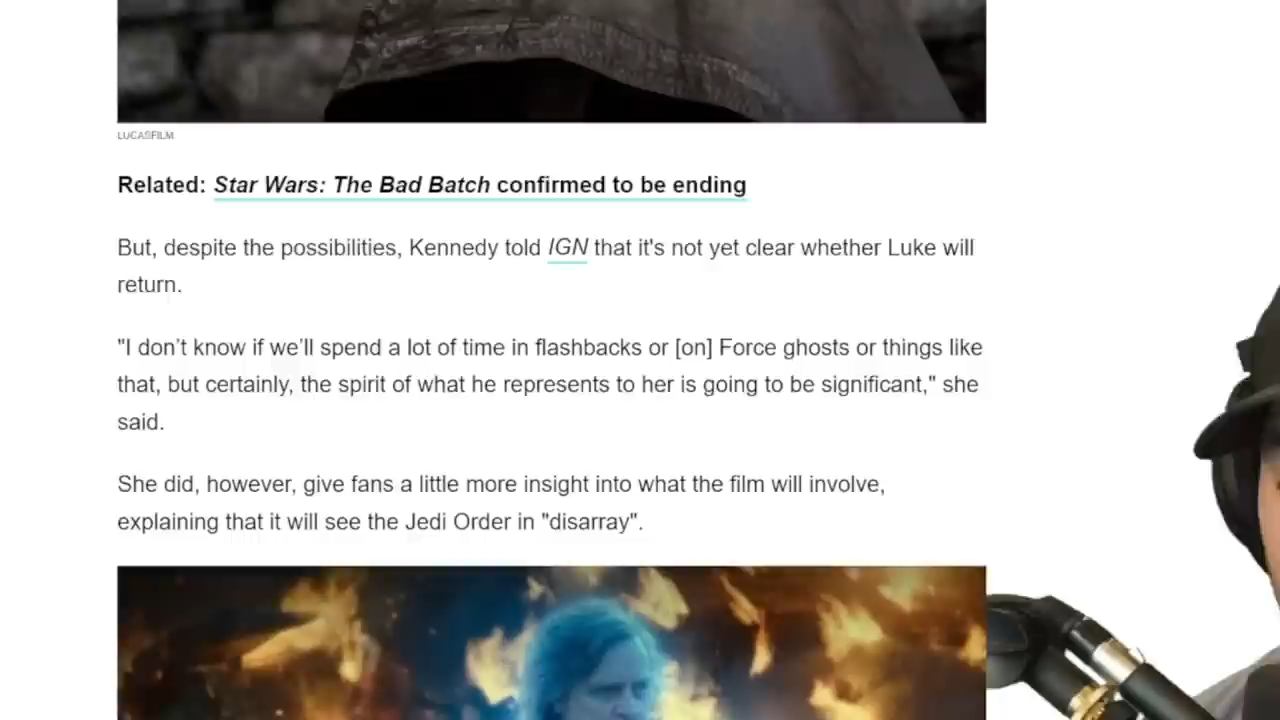 LUCASFILM
Related: Star Wars: The Bad Batch confirmed to be ending
But, despite the possibilities, Kennedy told IGN that it's not yet clear whether Luke will
return.
"I don’t know if we’ll spend a lot of time in flashbacks or [on] Force ghosts or things like
that, but certainly, the spirit of what he represents to her is going to be significant," she
said.
She did, however, give fans a little more insight into what the film will involve,
explaining that it will see the Jedi Order in "disarray".